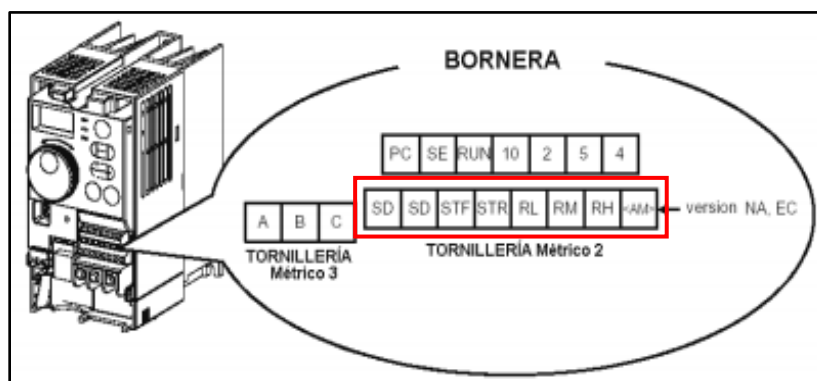 BORNERA
PC SE RUN 10 2 5 4
SD SD STF STR RL RM RH <AM> version NA, EC
A B C
TORNILLERÍA Métrico 3
TORNILLERÍA Métrico 2